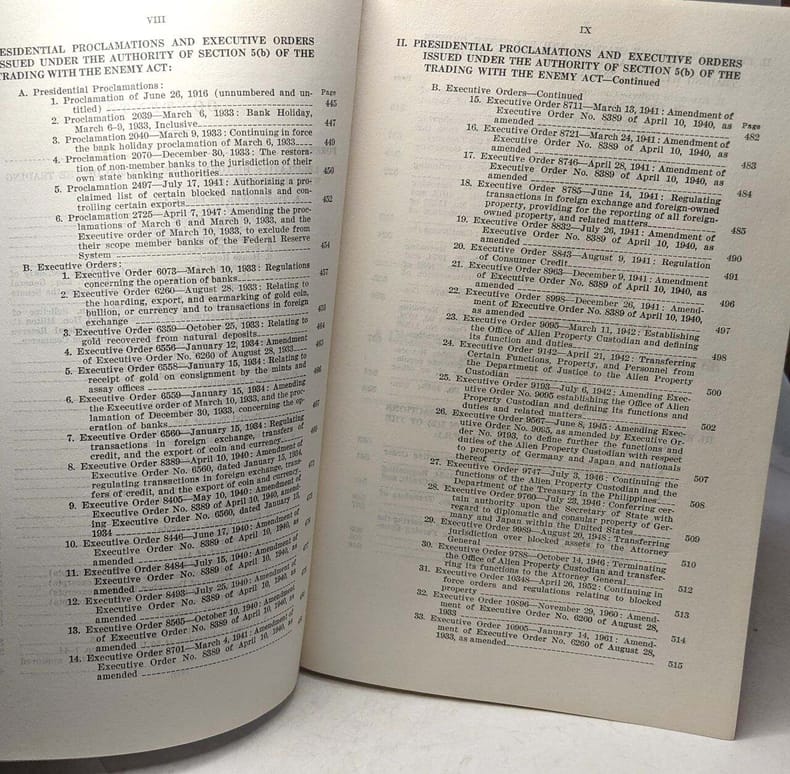 VIII
ESIDENTIAL PROCLAMATIONS AND EXECUTIVE ORDERS
ISSUED UNDER THE AUTHORITY OF SECTION 5(b) OF THE
TRADING WITH THE ENEMY ACT:
A. Presidential Proclamations:
Page
1. Proclamation of June 26, 1916 (unnumbered and un-
titled) 445
2. Proclamation 2039—March 6, 1933: Bank Holiday,
March 6–9, 1933, Inclusive 447
3. Proclamation 2040—March 9, 1933: Continuing in force
the bank holiday proclamation of March 6, 1933 449
4. Proclamation 2070—December 30, 1933: The restora-
tion of non-member banks to the jurisdiction of their
own state banking authorities 450
5. Proclamation 2497—July 17, 1941: Authorizing a pro-
claimed list of certain blocked nationals and con-
trolling certain exports 452
6. Proclamation 2725—April 7, 1947: Amending the proc-
lamations of March 6 and March 9, 1933, and the
Executive order of March 10, 1933, to exclude from
their scope member banks of the Federal Reserve
System 454
B. Executive Orders:
1. Executive Order 6073—March 10, 1933: Regulations
concerning the operation of banks 457
2. Executive Order 6260—August 28, 1933: Relating to
the hoarding, export, and earmarking of gold coin,
bullion, or currency and to transactions in foreign
exchange
3. Executive Order 6359—October 25, 1933: Relating to
gold recovered from natural deposits
4. Executive Order 6556—January 12, 1934: Amendment
of Executive Order No. 6260 of August 28, 1933
5. Executive Order 6558—January 15, 1934: Relating to
receipt of gold on consignment by the mints and
assay offices
6. Executive Order 6559—January 15, 1934: Amending
the Executive order of March 10, 1933, and the proc-
lamation of December 30, 1933, concerning the op-
eration of banks
7. Executive Order 6560—January 15, 1934: Regulating
transactions in foreign exchange, transfers of
credit, and the export of coin and currency
8. Executive Order 8389—April 10, 1940: Amendment of
Executive Order No. 6560, dated January 15, 1934,
regulating transactions in foreign exchange, trans-
fers of credit, and the export of coin and currency
9. Executive Order 8405—May 10, 1940: Amendment of
Executive Order No. 8389 of April 10, 1940, amend-
ing Executive Order No. 6560, dated January 15,
1934
10. Executive Order 8446—June 17, 1940: Amendment of
Executive Order No. 8389 of April 10, 1940, as
amended
11. Executive Order 8484—July 15, 1940: Amendment of
Executive Order No. 8389 of April 10, 1940, as
amended
12. Executive Order 8493—July 25, 1940: Amendment of
Executive Order No. 8389 of April 10, 1940, as
amended
13. Executive Order 8565—October 10, 1940: Amendment
of Executive Order No. 8389 of April 10, 1940, as
amended
14. Executive Order 8701—March 4, 1941: Amendment of
Executive Order No. 8389 of April 10, 1940, as
amended
IX
II. PRESIDENTIAL PROCLAMATIONS AND EXECUTIVE ORDERS
ISSUED UNDER THE AUTHORITY OF SECTION 5(b) OF THE
TRADING WITH THE ENEMY ACT—Continued
B. Executive Orders—Continued
15. Executive Order 8711—March 13, 1941: Amendment of
Executive Order No. 8389 of April 10, 1940, as Page
amended 482
16. Executive Order 8721—March 24, 1941: Amendment of
Executive Order No. 8389 of April 10, 1940, as
amended 483
17. Executive Order 8746—April 28, 1941: Amendment of
Executive Order No. 8389 of April 10, 1940, as
amended 484
18. Executive Order 8785—June 14, 1941: Regulating
transactions in foreign exchange and foreign-owned
property, providing for the reporting of all foreign-
owned property, and related matters 485
19. Executive Order 8832—July 26, 1941: Amendment of
Executive Order No. 8389 of April 10, 1940, as
amended 490
20. Executive Order 8843—August 9, 1941: Regulation
of Consumer Credit 491
21. Executive Order 8963—December 9, 1941: Amendment
of Executive Order No. 8389 of April 10, 1940, as
amended 496
22. Executive Order 8998—December 26, 1941: Amend-
ment of Executive Order No. 8389 of April 10, 1940,
as amended 497
23. Executive Order 9095—March 11, 1942: Establishing
the Office of Alien Property Custodian and defining
its function and duties 498
24. Executive Order 9142—April 21, 1942: Transferring
Certain Functions, Property, and Personnel from
the Department of Justice to the Alien Property
Custodian 500
25. Executive Order 9193—July 6, 1942: Amending Exec-
utive Order No. 9095 establishing the Office of Alien
Property Custodian and defining its functions and
duties and related matters 502
26. Executive Order 9567—June 8, 1945: Amending Exec-
utive Order No. 9095, as amended by Executive Or-
der No. 9193, to define further the functions and
duties of the Alien Property Custodian with respect
to property of Germany and Japan and nationals
thereof 507
27. Executive Order 9747—July 3, 1946: Continuing the
functions of the Alien Property Custodian and the
Department of the Treasury in the Philippines 508
28. Executive Order 9760—July 23, 1946: Conferring cer-
tain authority upon the Secretary of State with
regard to diplomatic and consular property of Ger-
many and Japan within the United States 509
29. Executive Order 9989—August 20, 1948: Transferring
jurisdiction over blocked assets to the Attorney
General 510
30. Executive Order 9788—October 14, 1946: Terminating
the Office of Alien Property Custodian and transfer-
ring its functions to the Attorney General 512
31. Executive Order 10348—April 26, 1952: Continuing in
force orders and regulations relating to blocked
property 513
32. Executive Order 10896—November 29, 1960: Amend-
ment of Executive Order No. 6260 of August 28,
1933 514
33. Executive Order 10905—January 14, 1961: Amend-
ment of Executive Order No. 6260 of August 28,
1933, as amended 515